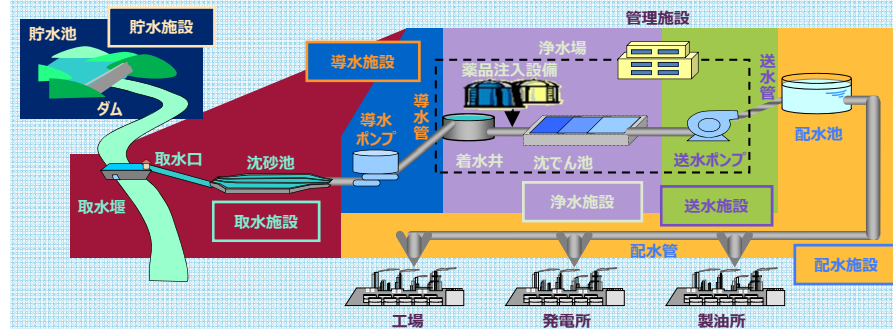 管理施設
貯水池
貯水施設
ダム
導水施設
浄水場
薬品注入設備
送水管
導水
ポンプ
導水管
配水池
取水口
沈砂池
着水井
沈でん池
送水ポンプ
取水堰
取水施設
浄水施設
送水施設
配水管
配水施設
工場
発電所
製油所